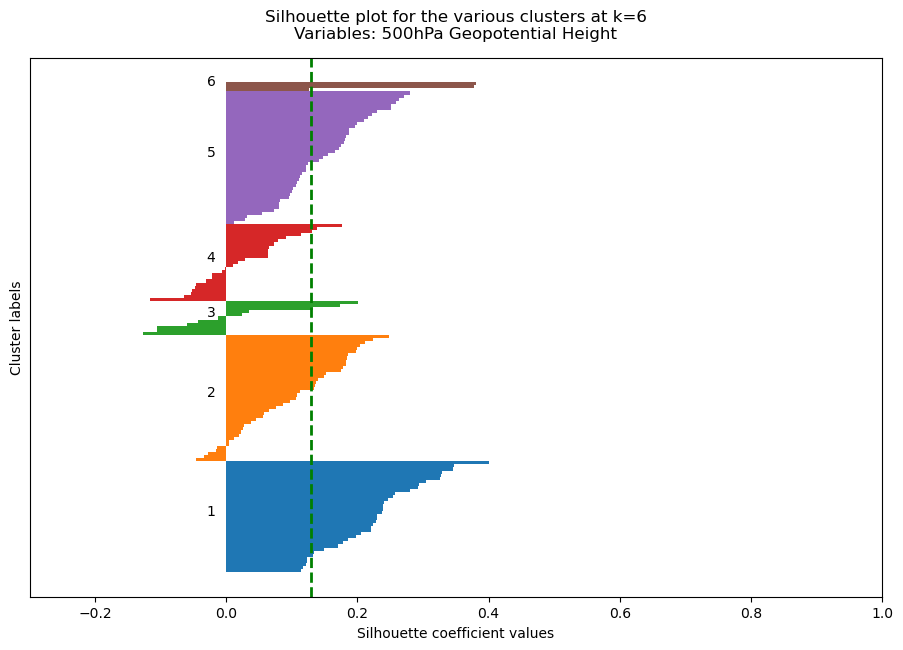 Silhouette plot for the various clusters at k=6
Variables: 500hPa Geopotential Height
Cluster labels
6
5
4
3
2
1
−0.2 0.0 0.2 0.4 0.6 0.8 1.0
Silhouette coefficient values